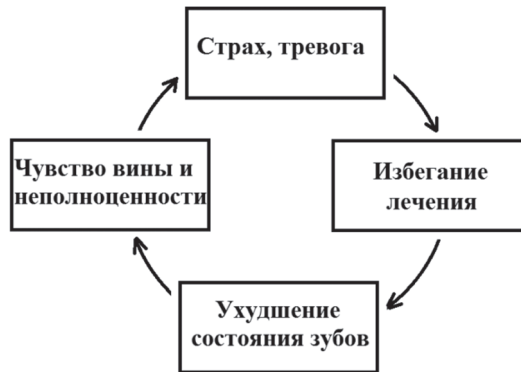 Страх, тревога
Избегание
лечения
Ухудшение
состояния зубов
Чувство вины и
неполноценности